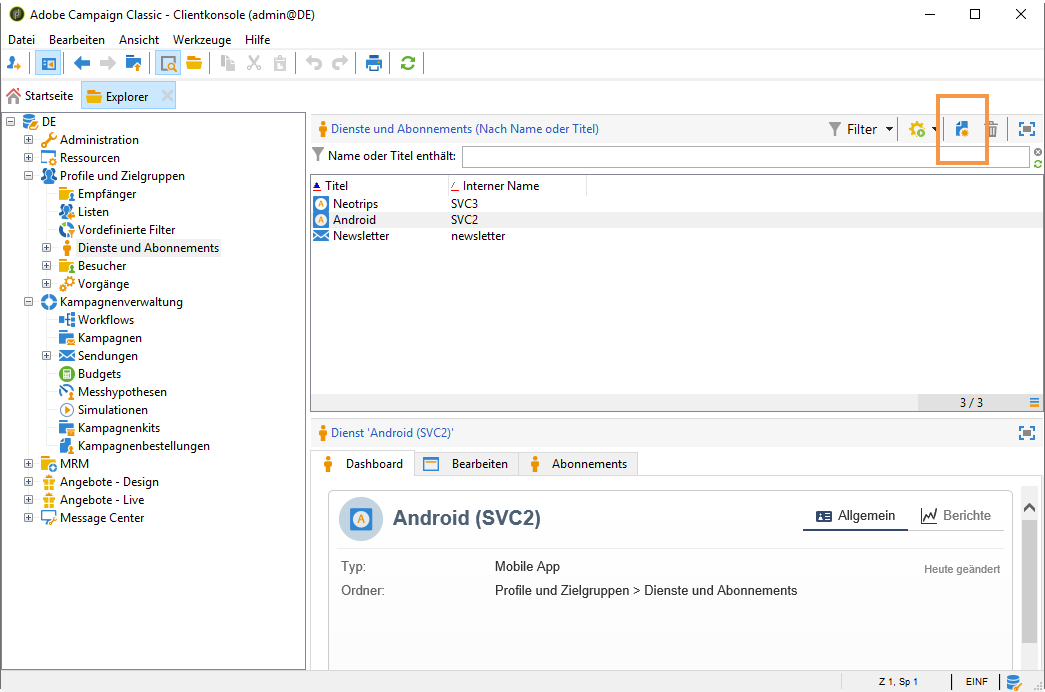 Adobe Campaign Classic - Clientkonsole (admin@DE)
Datei Bearbeiten Ansicht Werkzeuge Hilfe
Startseite Explorer
DE
Administration
Ressourcen
Profile und Zielgruppen
Empfänger
Listen
Vordefinierte Filter
Dienste und Abonnements
Besucher
Vorgänge
Kampagnenverwaltung
Workflows
Kampagnen
Sendungen
Budgets
Messhypothesen
Simulationen
Kampagnenkits
Kampagnenbestellungen
MRM
Angebote - Design
Angebote - Live
Message Center
Dienste und Abonnements (Nach Name oder Titel)
Filter
Name oder Titel enthält:
Titel Interner Name
Neotrips SVC3
Android SVC2
Newsletter newsletter
3 / 3
Dienst 'Android (SVC2)'
Dashboard Bearbeiten Abonnements
Android (SVC2)
Allgemein Berichte
Typ: Mobile App
Heute geändert
Ordner: Profile und Zielgruppen > Dienste und Abonnements
Z 1, Sp 1 EINF